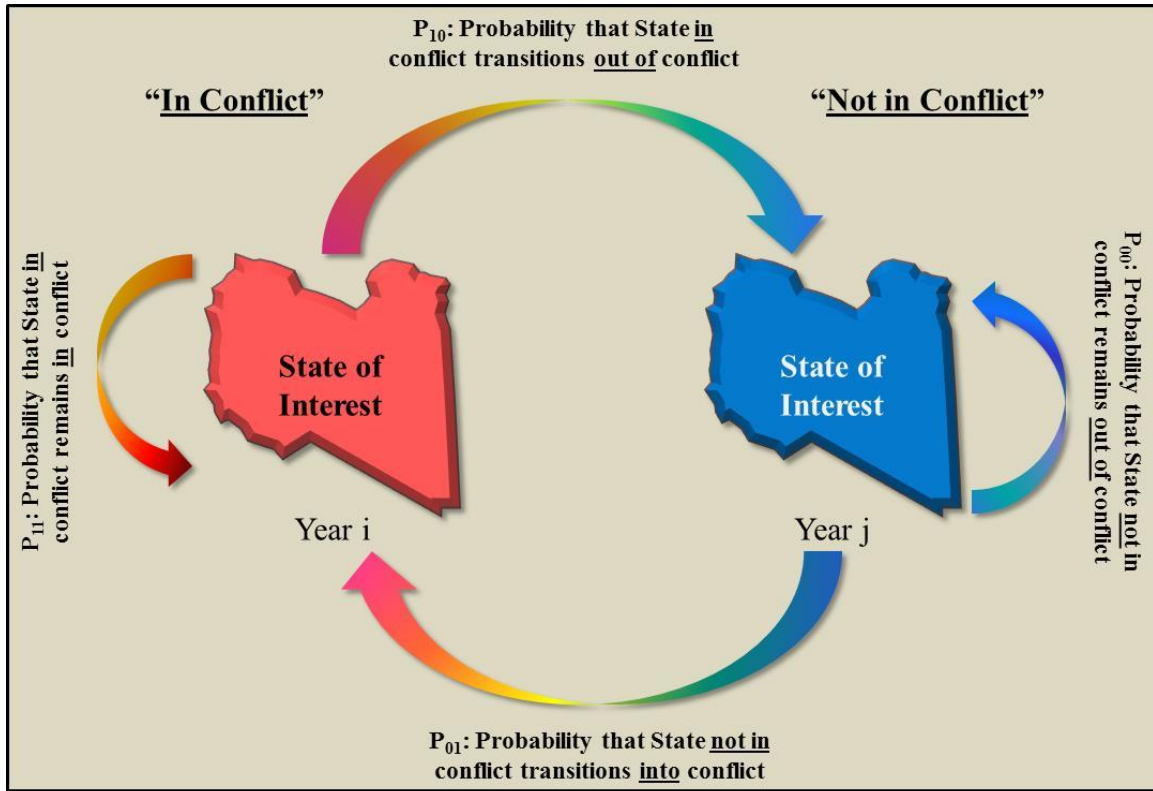 P₁₀: Probability that State in
conflict transitions out of conflict
“In Conflict”
“Not in Conflict”
P₁₁: Probability that State in
conflict remains in conflict
State of
Interest
Year i
State of
Interest
Year j
P₀₀: Probability that State not in
conflict remains out of conflict
P₀₁: Probability that State not in
conflict transitions into conflict